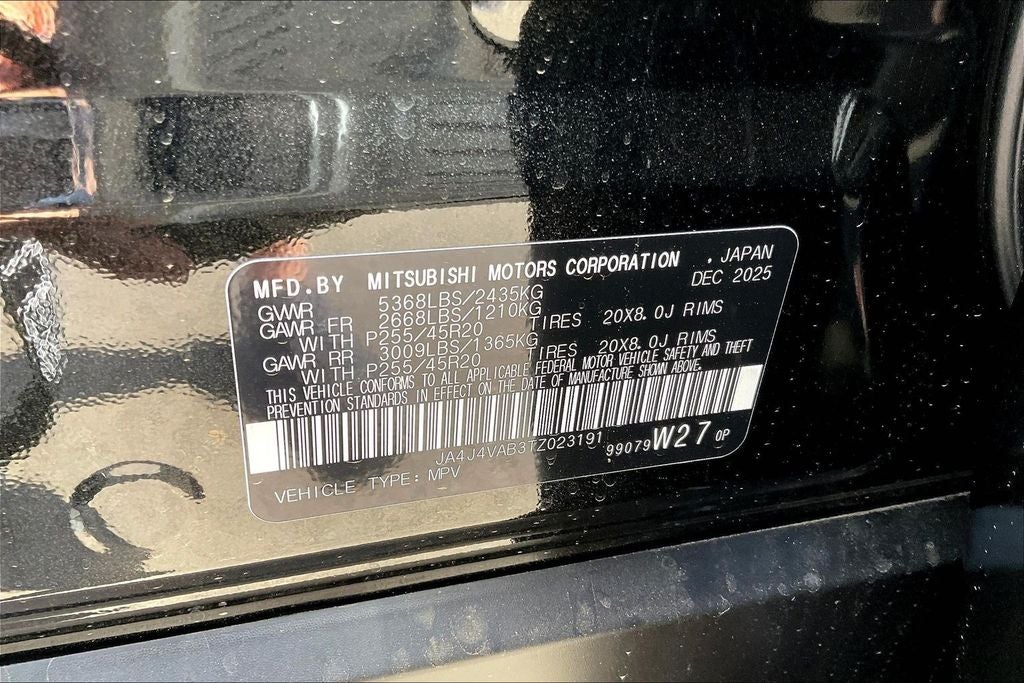 MFD.BY MITSUBISHI MOTORS CORPORATION . JAPAN
DEC 2025
GVWR 5368LBS/2435KG
GAWR FR 2668LBS/1210KG
WITH P255/45R20 TIRES 20X8.0J RIMS
GAWR RR 3009LBS/1365KG
WITH P255/45R20 TIRES 20X8.0J RIMS
THIS VEHICLE CONFORMS TO ALL APPLICABLE FEDERAL MOTOR VEHICLE SAFETY AND THEFT
PREVENTION STANDARDS IN EFFECT ON THE DATE OF MANUFACTURE SHOWN ABOVE.
JA4J4VAB3TZ023191
99079W27 0P
VEHICLE TYPE: MPV